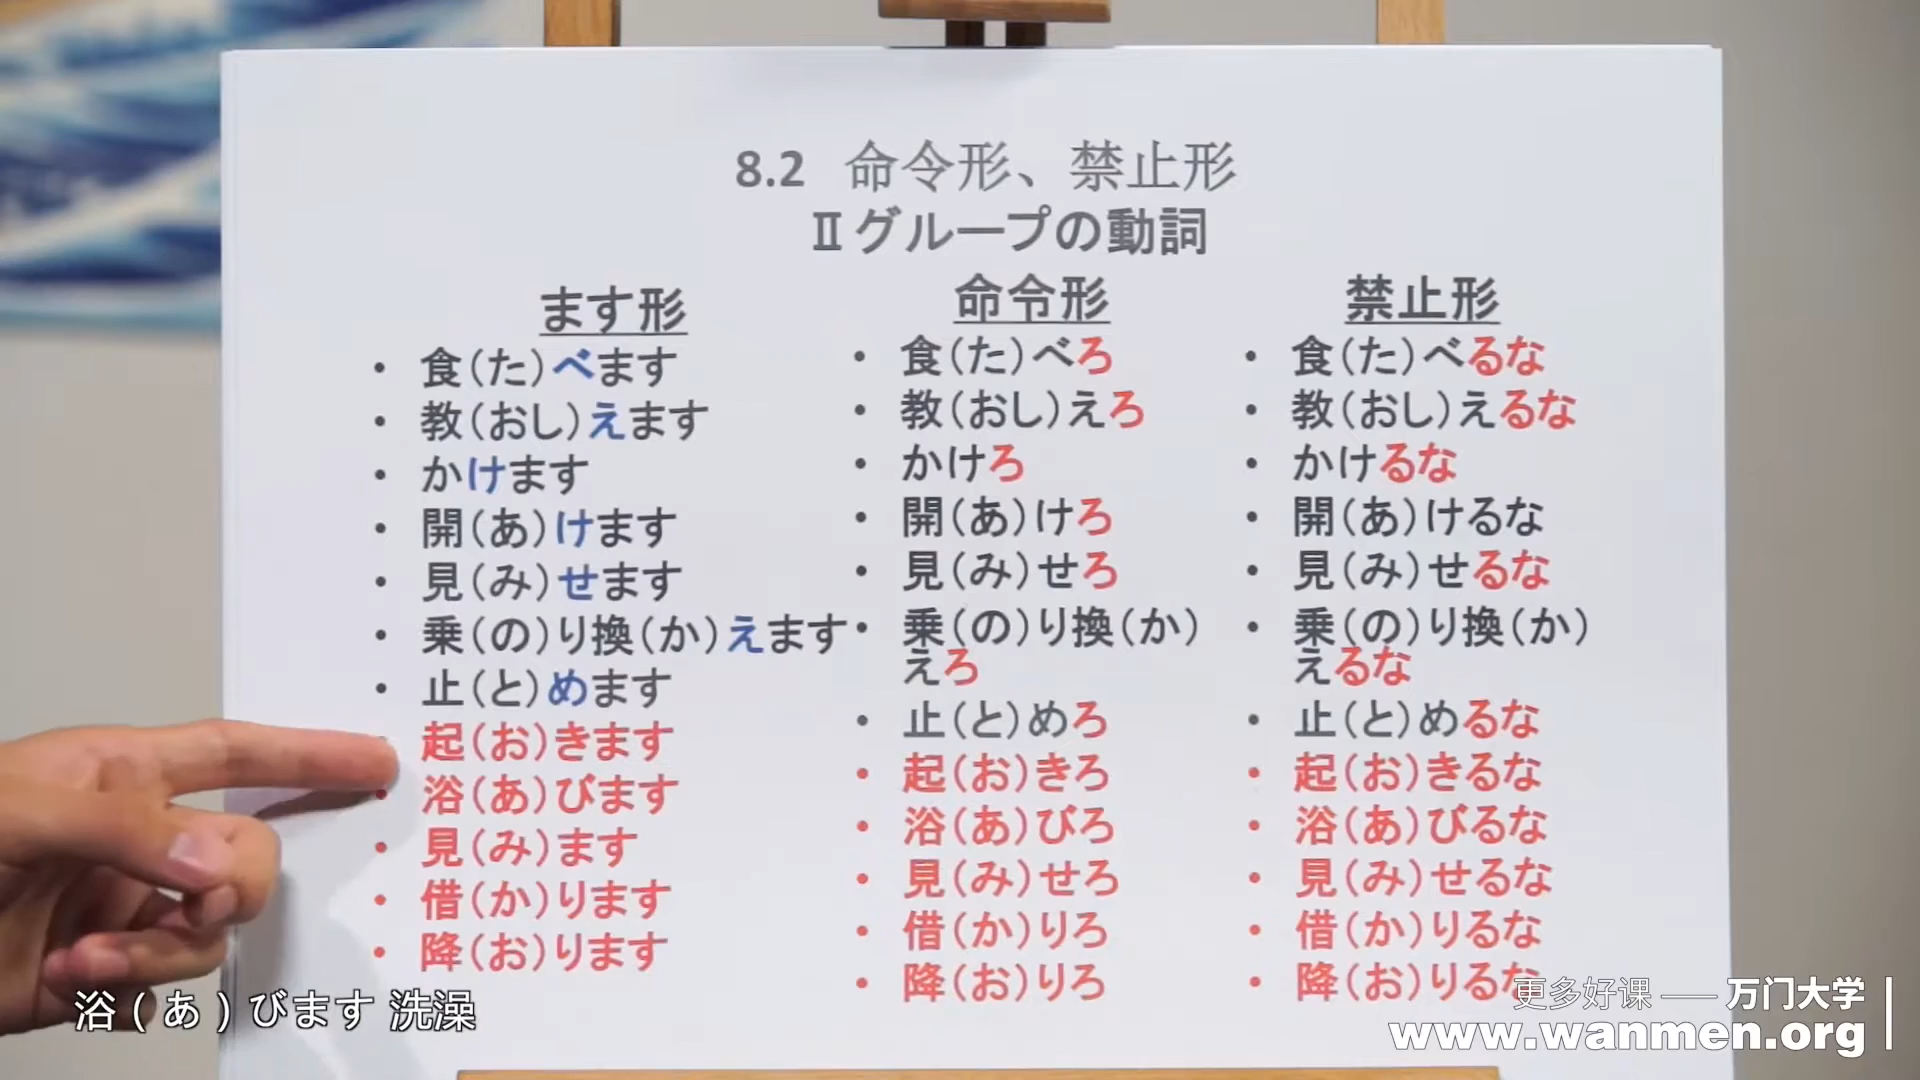 8.2 命令形、禁止形
Ⅱグループの動詞
ます形
• 食(た)べます
• 教(おし)えます
• かけます
• 開(あ)けます
• 見(み)せます
• 乗(の)り換(か)えます
• 止(と)めます
起(お)きます
• 浴(あ)びます
• 見(み)ます
• 借(か)ります
• 降(お)ります
命令形
• 食(た)べろ
• 教(おし)えろ
• かけろ
• 開(あ)けろ
• 見(み)せろ
• 乗(の)り換(か)
えろ
• 止(と)めろ
• 起(お)きろ
• 浴(あ)びろ
• 見(み)せろ
• 借(か)りろ
• 降(お)りろ
禁止形
• 食(た)べるな
• 教(おし)えるな
• かけるな
• 開(あ)けるな
• 見(み)せるな
• 乗(の)り換(か)
えるな
• 止(と)めるな
• 起(お)きるな
• 浴(あ)びるな
• 見(み)せるな
• 借(か)りるな
• 降(お)りるな
浴(あ)びます 洗澡
更多好课 —— 万门大学
www.wanmen.org